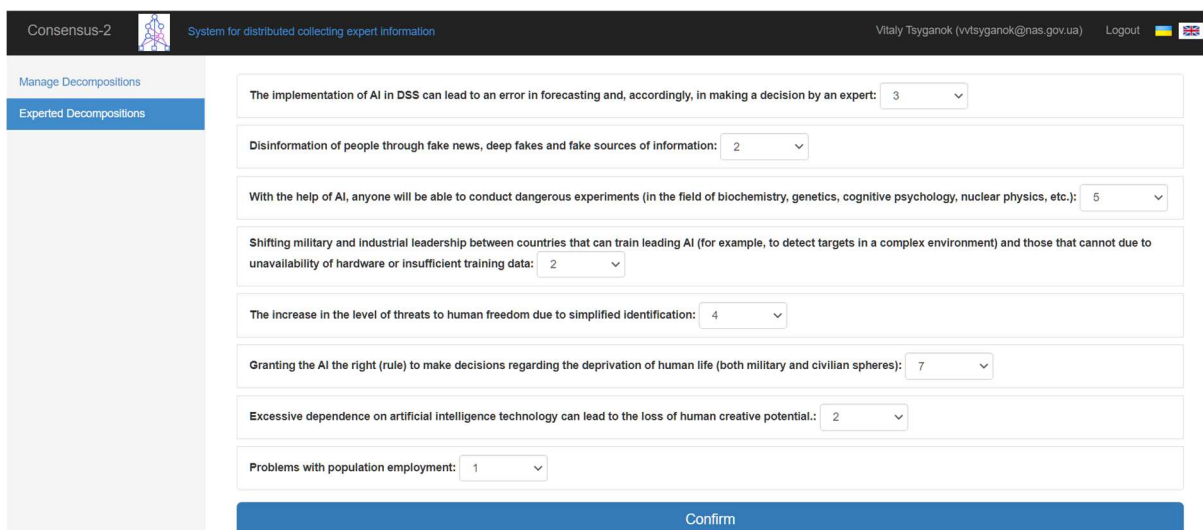 Consensus-2
System for distributed collecting expert information
Vitaly Tsyganok (vvtsyganok@nas.gov.ua)
Logout
Manage Decompositions
Experted Decompositions
The implementation of AI in DSS can lead to an error in forecasting and, accordingly, in making a decision by an expert: 3
Disinformation of people through fake news, deep fakes and fake sources of information: 2
With the help of AI, anyone will be able to conduct dangerous experiments (in the field of biochemistry, genetics, cognitive psychology, nuclear physics, etc.): 5
Shifting military and industrial leadership between countries that can train leading AI (for example, to detect targets in a complex environment) and those that cannot due to
unavailability of hardware or insufficient training data: 2
The increase in the level of threats to human freedom due to simplified identification: 4
Granting the AI the right (rule) to make decisions regarding the deprivation of human life (both military and civilian spheres): 7
Excessive dependence on artificial intelligence technology can lead to the loss of human creative potential.: 2
Problems with population employment: 1
Confirm